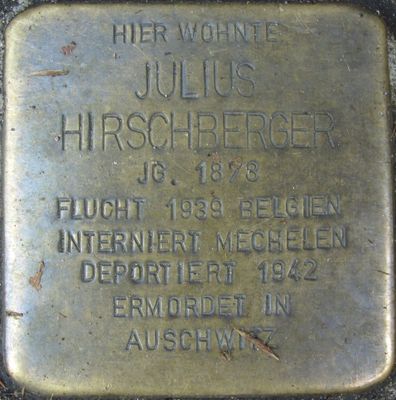 HIER WOHNTE
JULIUS
HIRSCHBERGER
JG. 1878
FLUCHT 1939 BELGIEN
INTERNIERT MECHELEN
DEPORTIERT 1942
ERMORDET IN
AUSCHWITZ